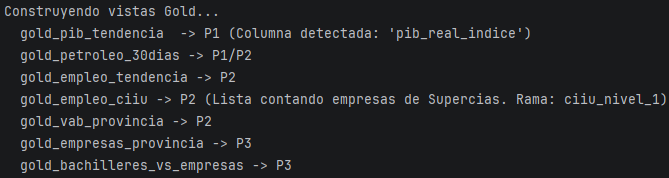 Construyendo vistas Gold...
gold_pib_tendencia -> P1 (Columna detectada: 'pib_real_indice')
gold_petroleo_30dias -> P1/P2
gold_empleo_tendencia -> P2
gold_empleo_ciiu -> P2 (Lista contando empresas de Supercias. Rama: ciiu_nivel_1)
gold_vab_provincia -> P2
gold_empresas_provincia -> P3
gold_bachilleres_vs_empresas -> P3